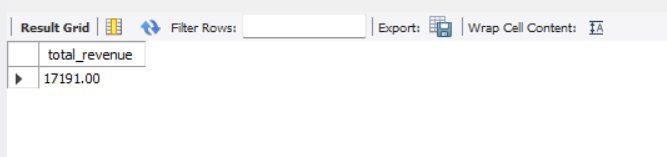 Result Grid Filter Rows: Export: Wrap Cell Content:
total_revenue
17191.00